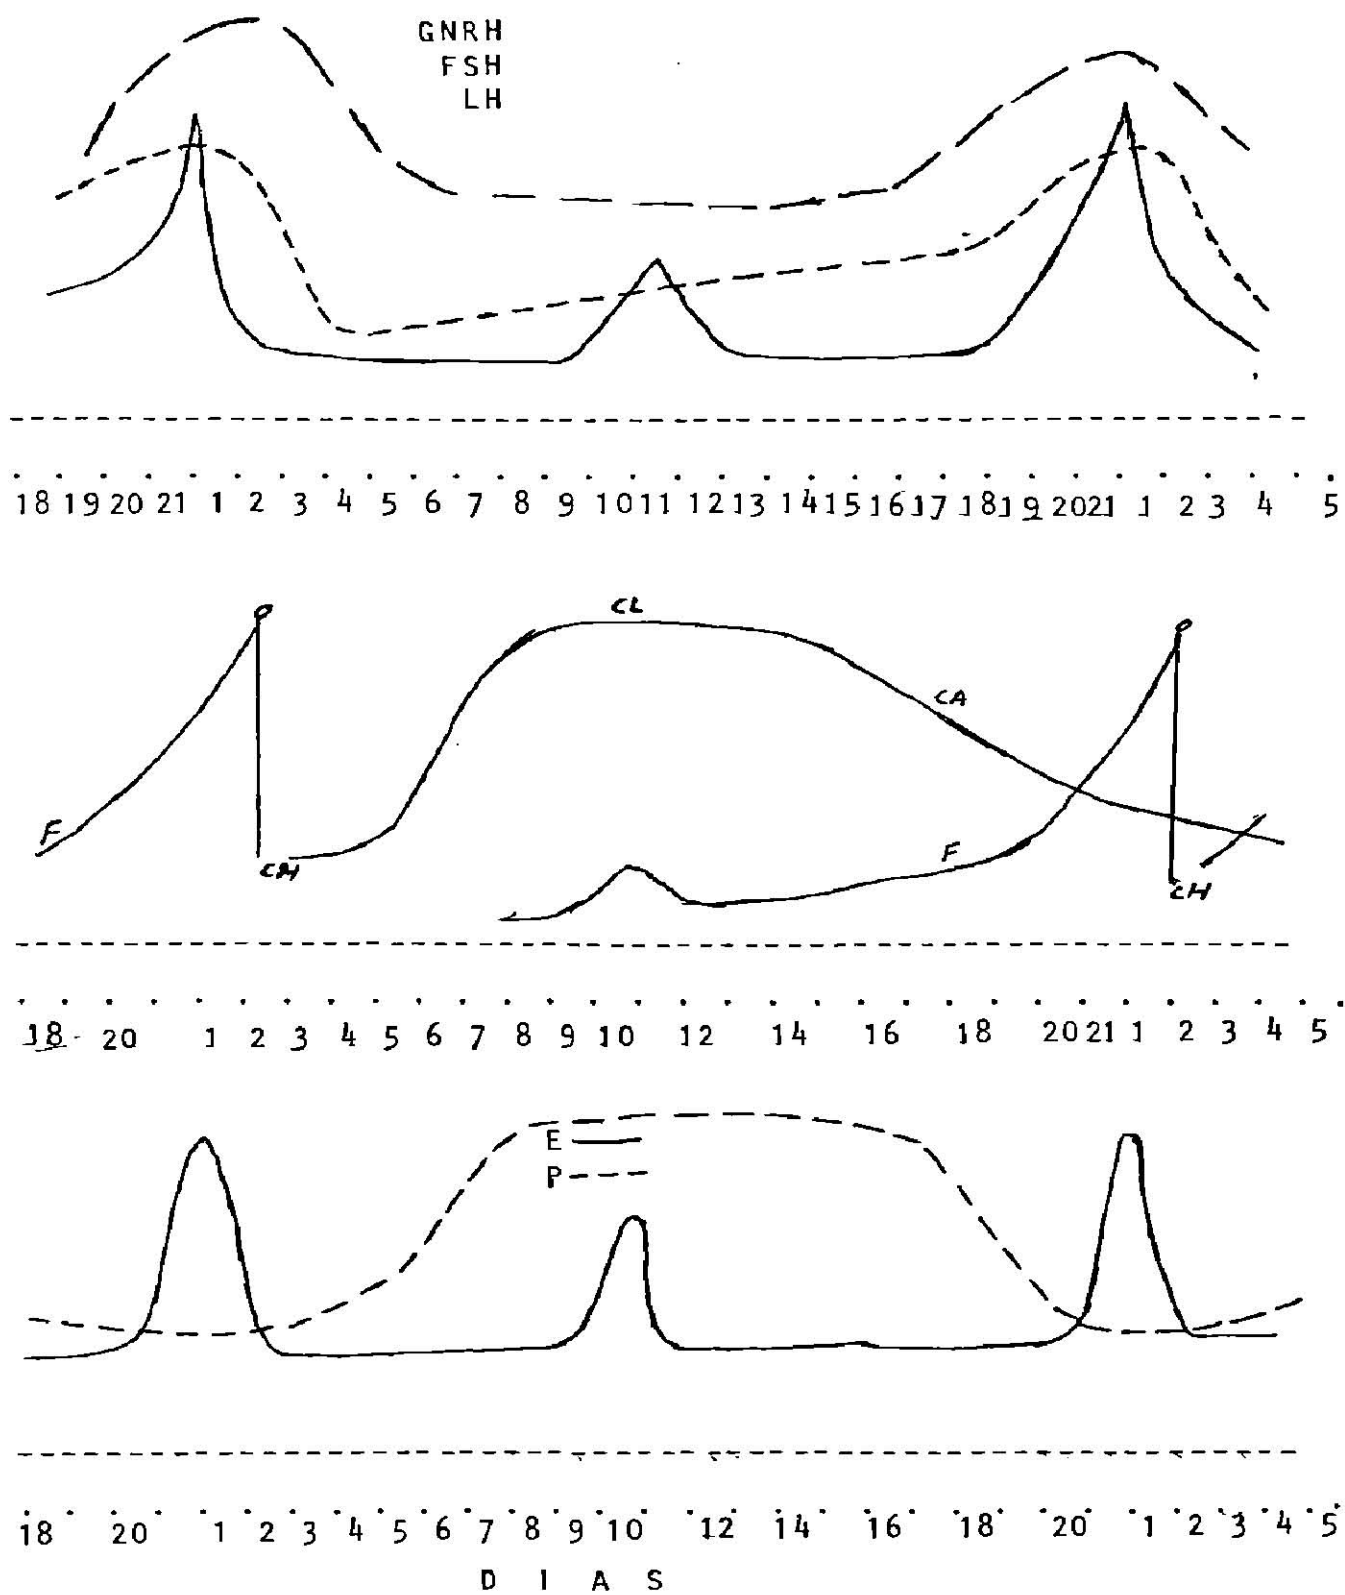 GNRH
FSH
LH
18 19 20 21 1 2 3 4 5 6 7 8 9 10 11 12 13 14 15 16 17 18 19 20 21 1 2 3 4 5
O
CL
O
CA
F
F
CH
CH
18 20 1 2 3 4 5 6 7 8 9 10 12 14 16 18 20 21 1 2 3 4 5
E
P
18 20 1 2 3 4 5 6 7 8 9 10 12 14 16 18 20 1 2 3 4 5
D I A S